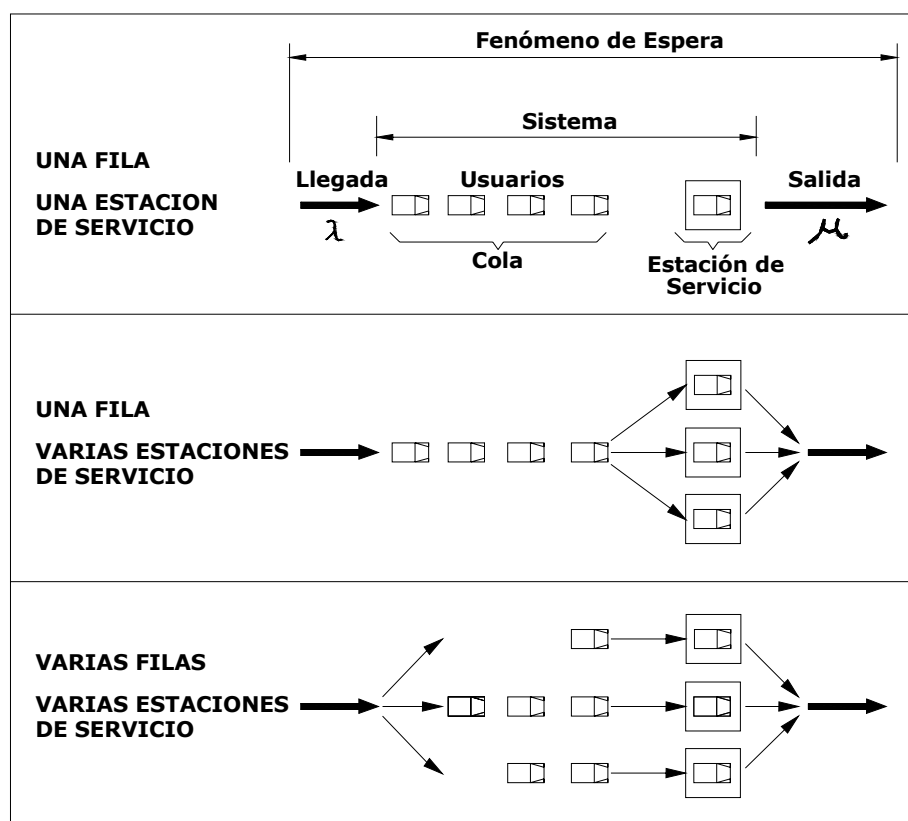 Fenómeno de Espera
Sistema
UNA FILA
UNA ESTACION
DE SERVICIO
Llegada
Usuarios
Salida
λ
μ
Cola
Estación de
Servicio
UNA FILA
VARIAS ESTACIONES
DE SERVICIO
VARIAS FILAS
VARIAS ESTACIONES
DE SERVICIO